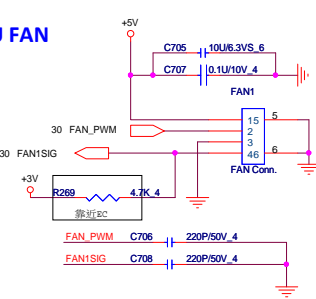 U FAN
+5V
C705 10U/6.3VS_6
C707 0.1U/10V_4
FAN1
15 5
30 FAN_PWM 2
3
30 FAN1SIG 46 6
FAN Conn.
+3V
R269 4.7K_4
靠近EC
FAN_PWM C706 220P/50V_4
FAN1SIG C708 220P/50V_4